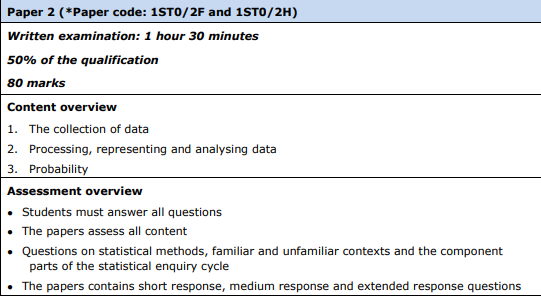 Paper 2 (*Paper code: 1ST0/2F and 1ST0/2H)
Written examination: 1 hour 30 minutes
50% of the qualification
80 marks
Content overview
1. The collection of data
2. Processing, representing and analysing data
3. Probability
Assessment overview
• Students must answer all questions
• The papers assess all content
• Questions on statistical methods, familiar and unfamiliar contexts and the component
parts of the statistical enquiry cycle
• The papers contains short response, medium response and extended response questions